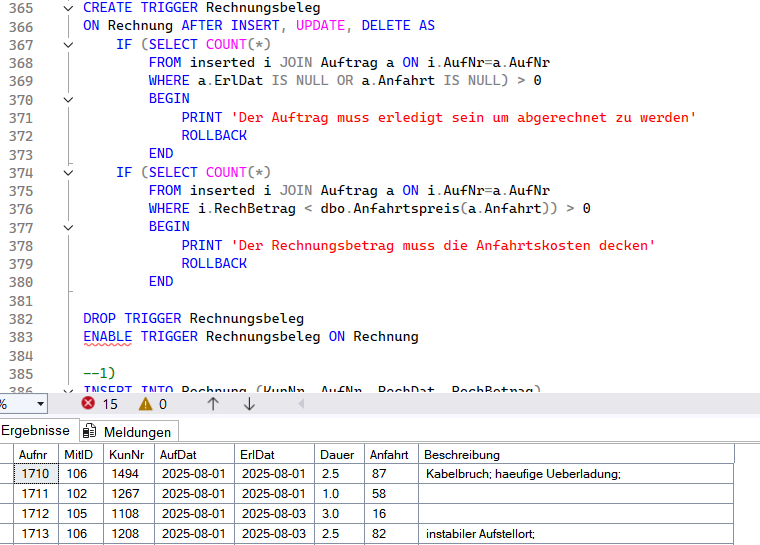 365 CREATE TRIGGER Rechnungsbeleg
366 ON Rechnung AFTER INSERT, UPDATE, DELETE AS
367 IF (SELECT COUNT(*)
368 FROM inserted i JOIN Auftrag a ON i.AufNr=a.AufNr
369 WHERE a.ErlDat IS NULL OR a.Anfahrt IS NULL) > 0
370 BEGIN
371 PRINT 'Der Auftrag muss erledigt sein um abgerechnet zu werden'
372 ROLLBACK
373 END
374 IF (SELECT COUNT(*)
375 FROM inserted i JOIN Auftrag a ON i.AufNr=a.AufNr
376 WHERE i.RechBetrag < dbo.Anfahrtspreis(a.Anfahrt)) > 0
377 BEGIN
378 PRINT 'Der Rechnungsbetrag muss die Anfahrtskosten decken'
379 ROLLBACK
380 END
381
382 DROP TRIGGER Rechnungsbeleg
383 ENABLE TRIGGER Rechnungsbeleg ON Rechnung
384
385 --1)
386 INSERT INTO Rechnung (KunNr, AufNr, RechDat, RechBetrag)
% 15 0
Ergebnisse Meldungen
Aufnr MitID KunNr AufDat ErlDat Dauer Anfahrt Beschreibung
1710 106 1494 2025-08-01 2025-08-01 2.5 87 Kabelbruch; haeufige Ueberladung;
1711 102 1267 2025-08-01 2025-08-01 1.0 58
1712 105 1108 2025-08-01 2025-08-03 3.0 16
1713 106 1208 2025-08-01 2025-08-03 2.5 82 instabiler Aufstellort;